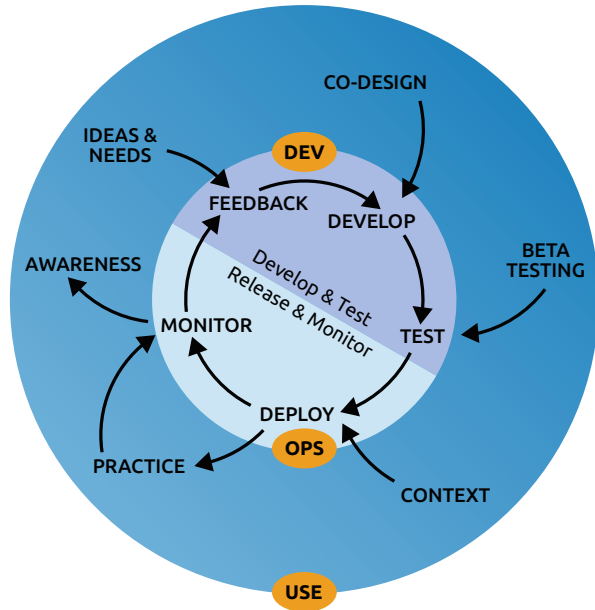 CO-DESIGN
IDEAS &
NEEDS
DEV
FEEDBACK
DEVELOP
AWARENESS
BETA
TESTING
Develop & Test
Release & Monitor
MONITOR
TEST
DEPLOY
OPS
PRACTICE
CONTEXT
USE